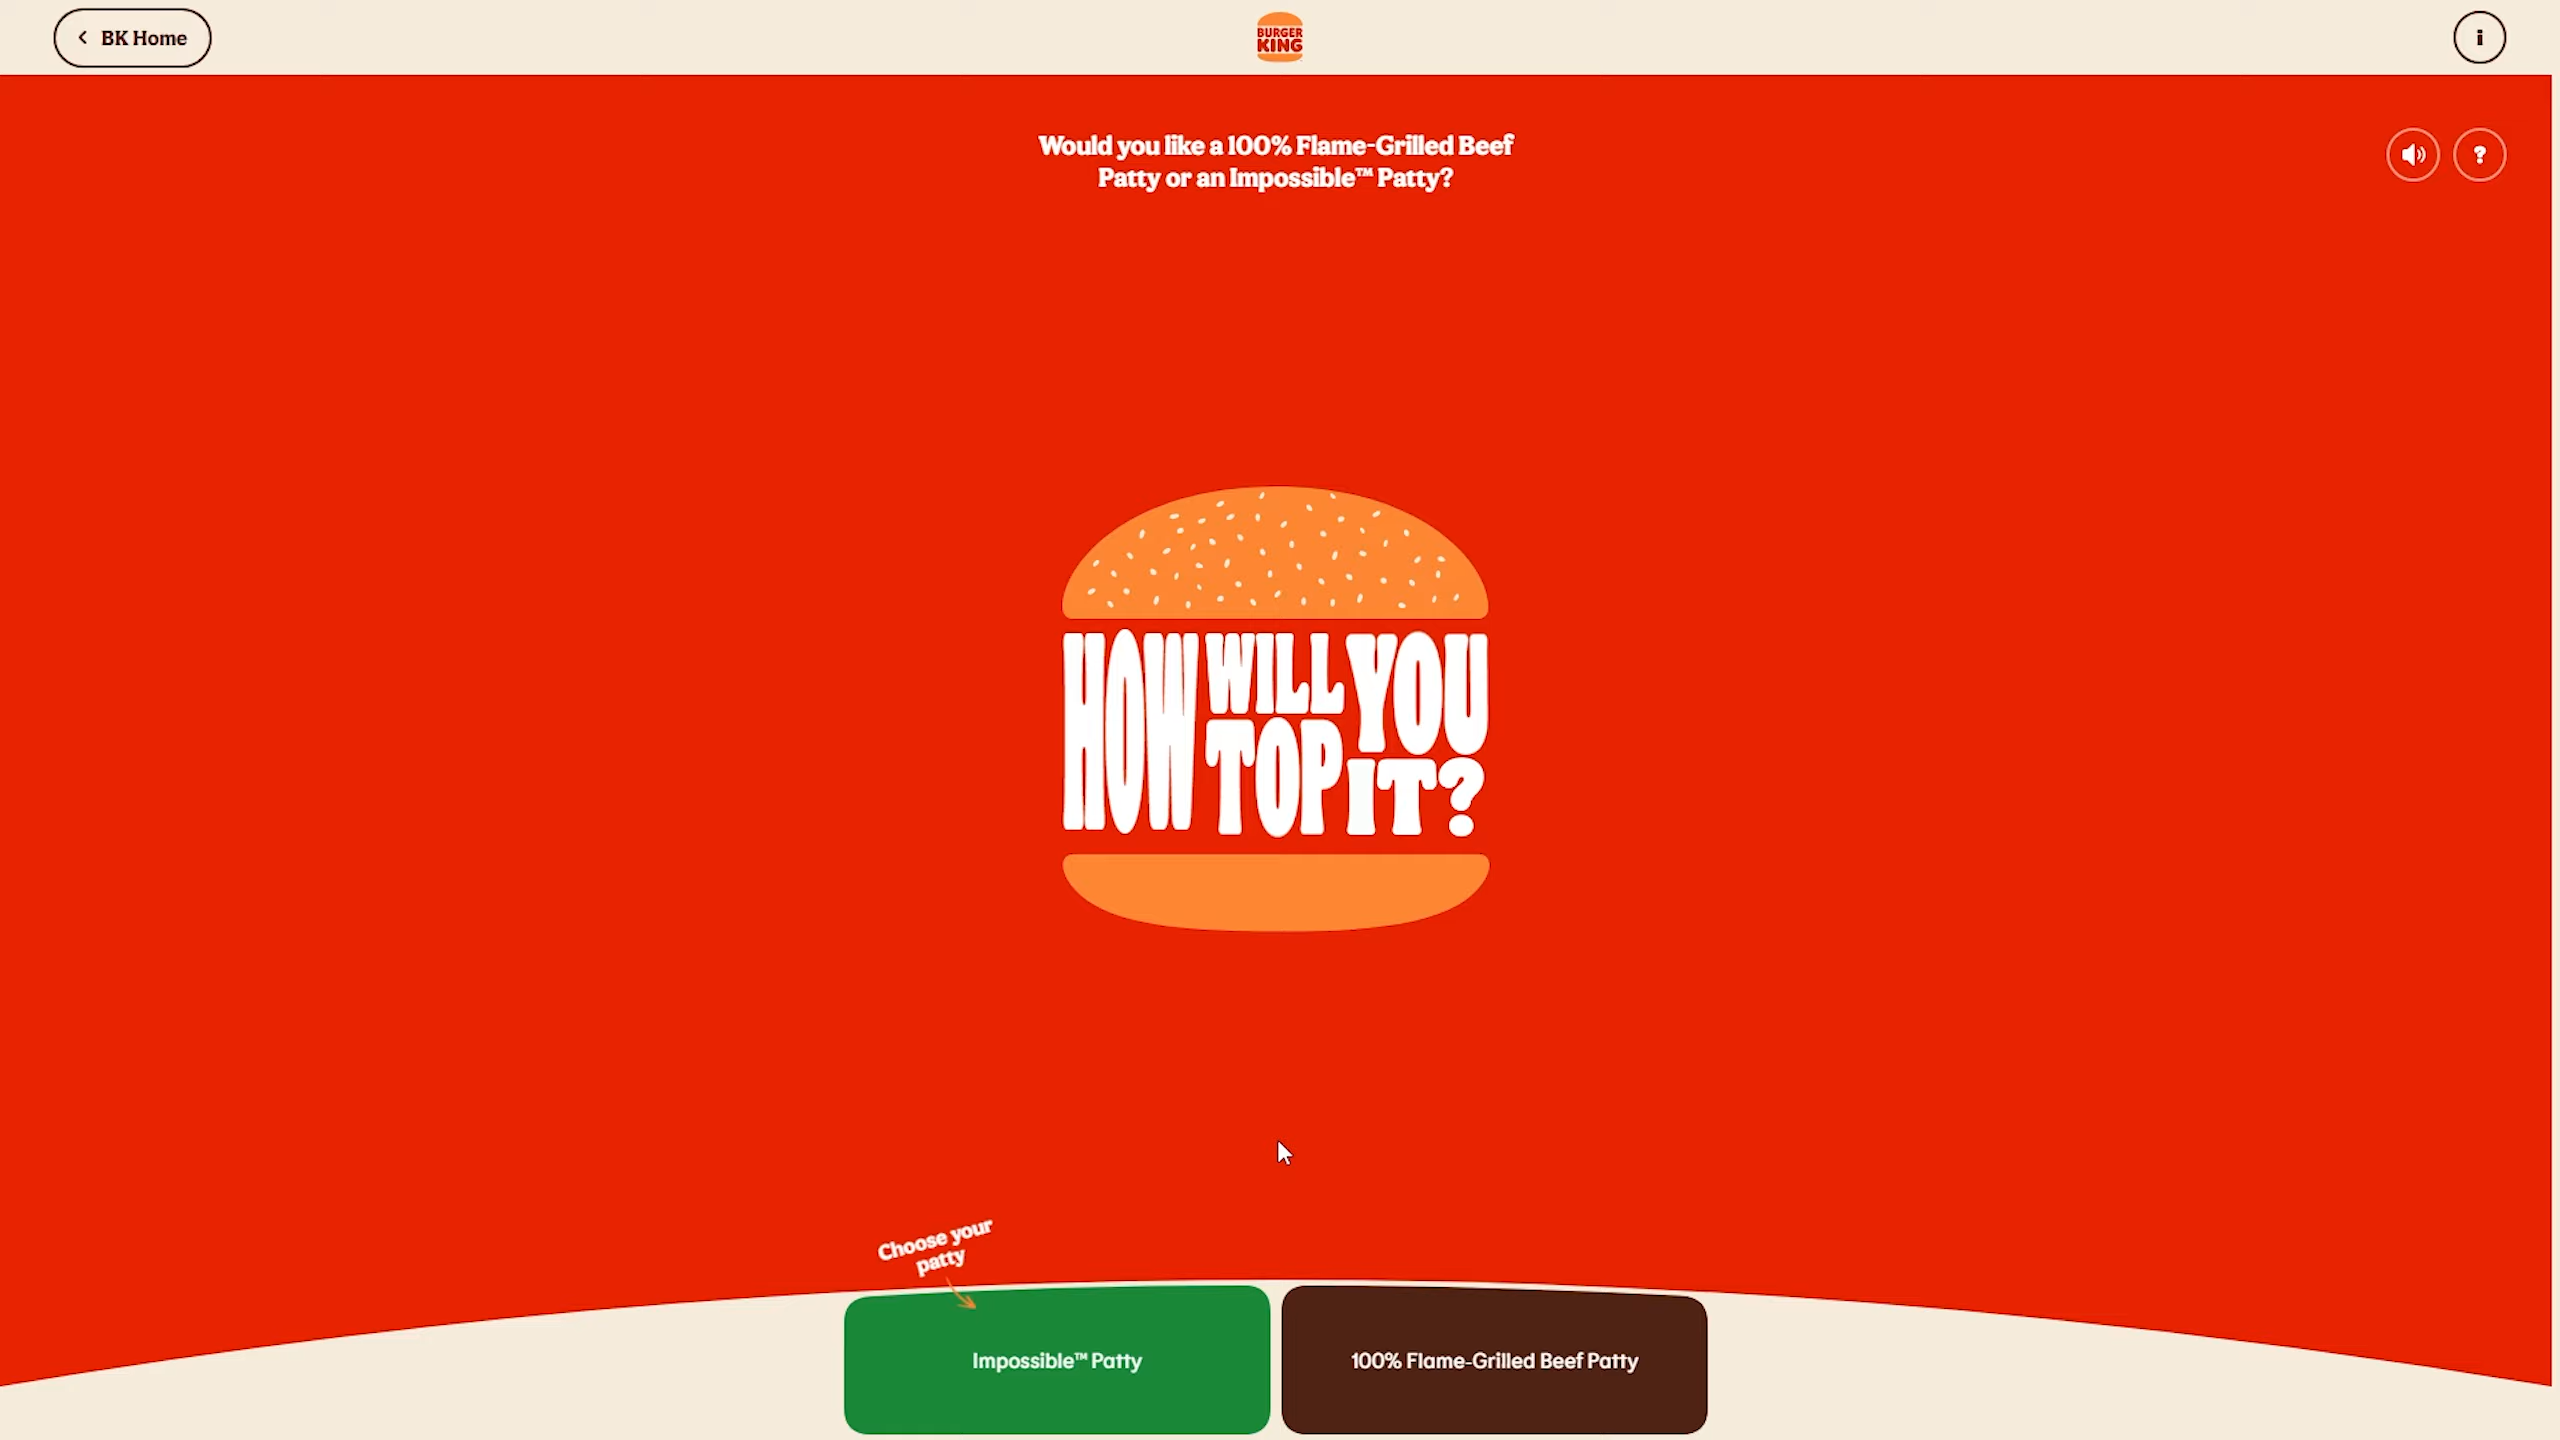 BK Home
BURGER
KING
i
Would you like a 100% Flame-Grilled Beef
Patty or an Impossible™ Patty?
?
HOW WILL YOU
TOP IT?
Choose your
patty
Impossible™ Patty
100% Flame-Grilled Beef Patty